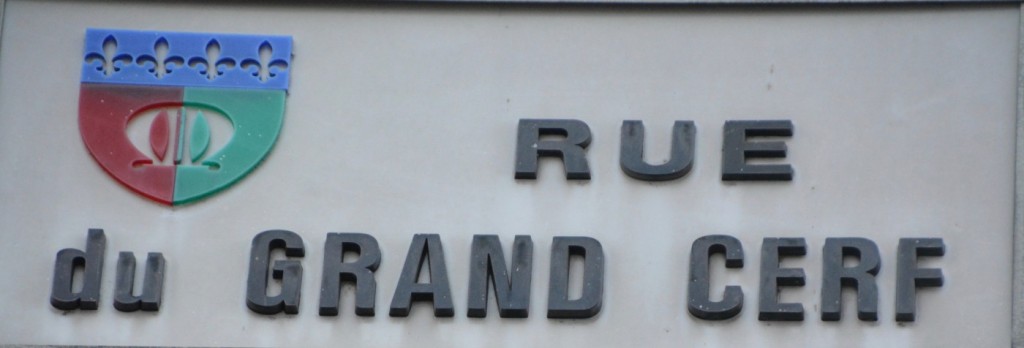 RUE
du GRAND CERF